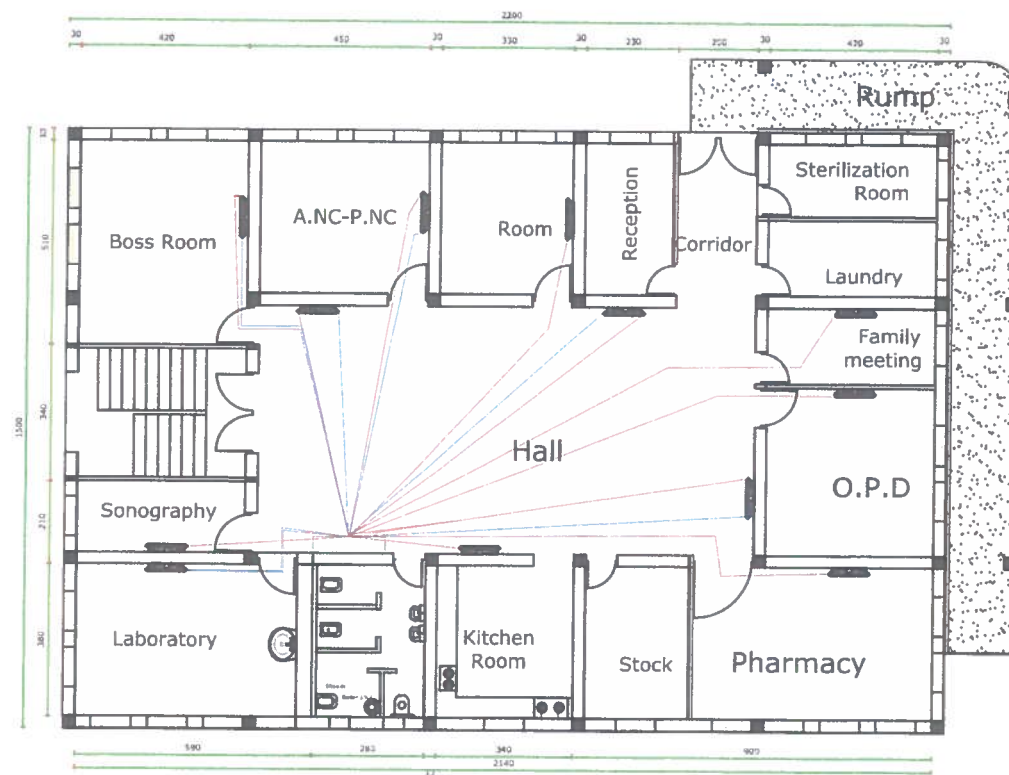 2200
30
420
450
30
330
30
230
200
30
420
30
Rump
Sterilization
Room
A.NC-P.NC
Reception
Room
Boss Room
Corridor
Laundry
510
Family
meeting
1500
340
Hall
O.P.D
Sonography
210
Laboratory
Kitchen
Room
Stock
Pharmacy
380
283
340
900
2140